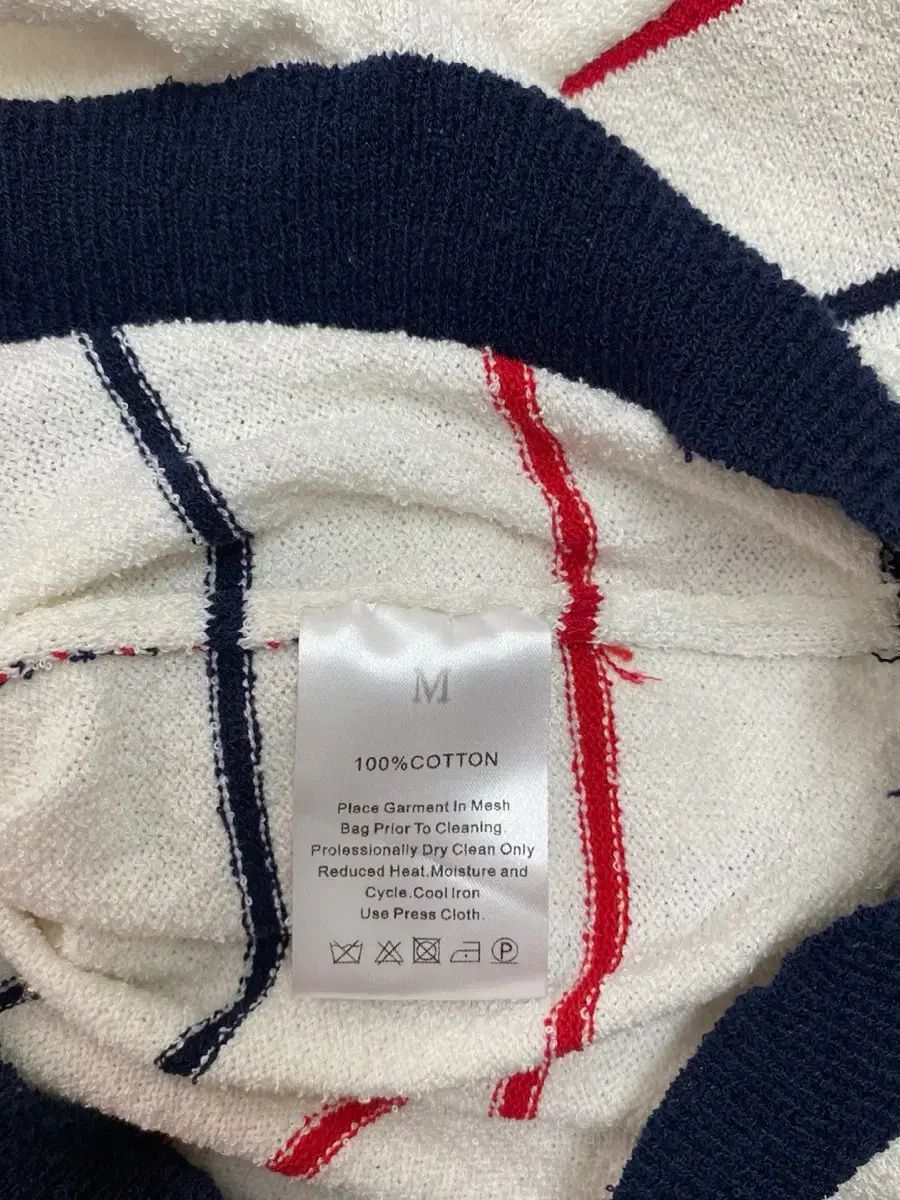 M
100%COTTON
Place Garment In Mesh
Bag Prior To Cleaning.
Prolessionally Dry Clean Only
Reduced Heat.Moisture and
Cycle.Cool Iron
Use Press Cloth.
P